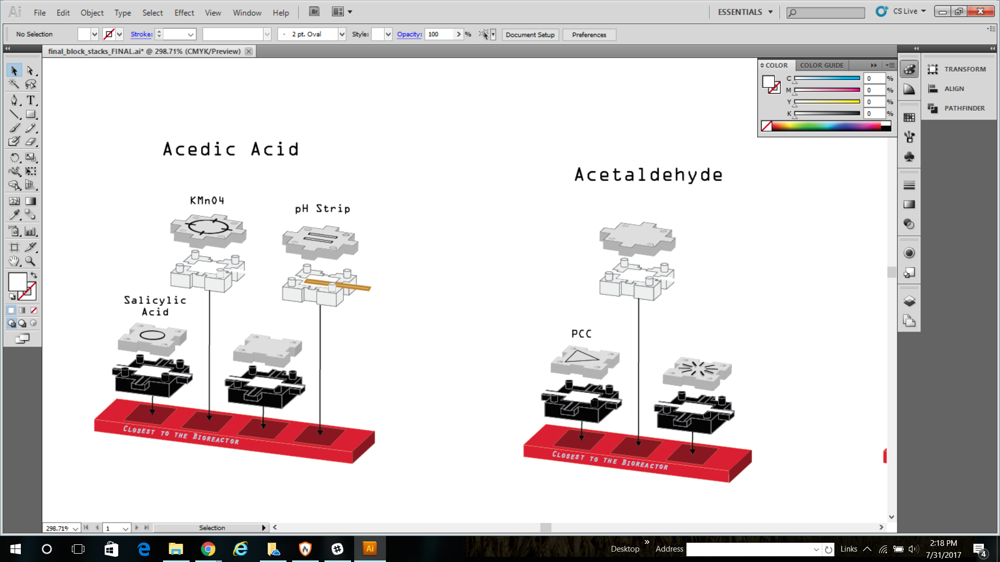 Ai File Edit Object Type Select Effect View Window Help Br ESSENTIALS CS Live
No Selection Stroke: 2 pt. Oval Style: Opacity: 100 % Document Setup Preferences
final_block_stacks_FINAL.ai* @ 298.71% (CMYK/Preview)
COLOR COLOR GUIDE
C 0 %
M 0 %
Y 0 %
K 0 %
TRANSFORM
ALIGN
PATHFINDER
Acedic Acid
KMnO4
pH Strip
Salicylic
Acid
CLOSEST TO THE BIOREACTOR
Acetaldehyde
PCC
CLOSEST TO THE BIOREACTOR
298.71% 1 Selection
Ai Desktop Address Links
2:18 PM
7/31/2017
4